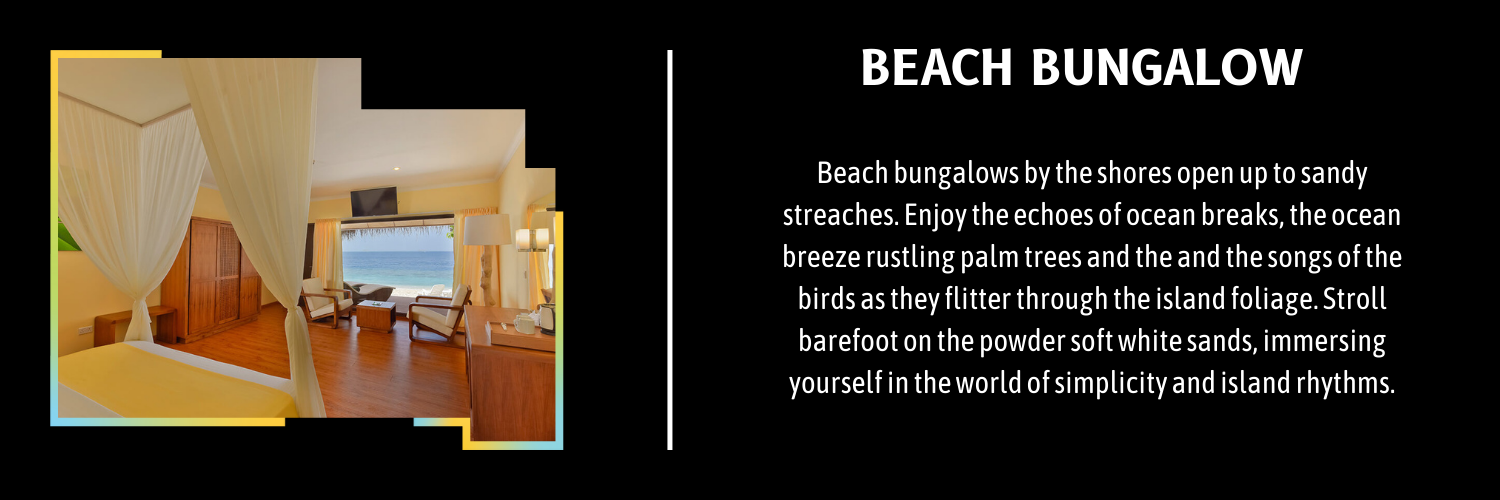 BEACH BUNGALOW
Beach bungalows by the shores open up to sandy
streaches. Enjoy the echoes of ocean breaks, the ocean
breeze rustling palm trees and the and the songs of the
birds as they flitter through the island foliage. Stroll
barefoot on the powder soft white sands, immersing
yourself in the world of simplicity and island rhythms.